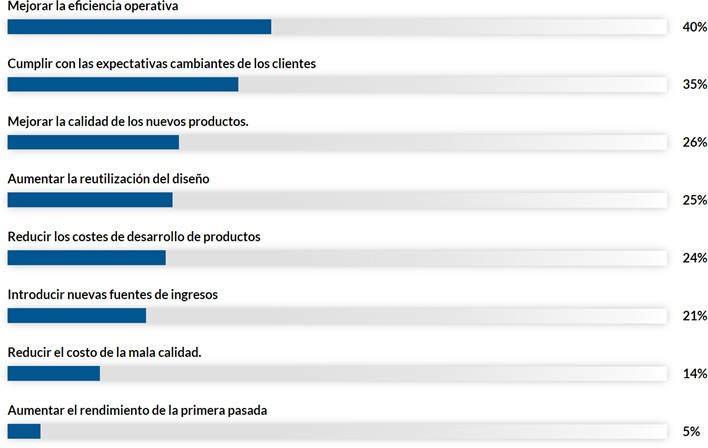 Mejorar la eficiencia operativa
40%
Cumplir con las expectativas cambiantes de los clientes
35%
Mejorar la calidad de los nuevos productos.
26%
Aumentar la reutilización del diseño
25%
Reducir los costes de desarrollo de productos
24%
Introducir nuevas fuentes de ingresos
21%
Reducir el costo de la mala calidad.
14%
Aumentar el rendimiento de la primera pasada
5%